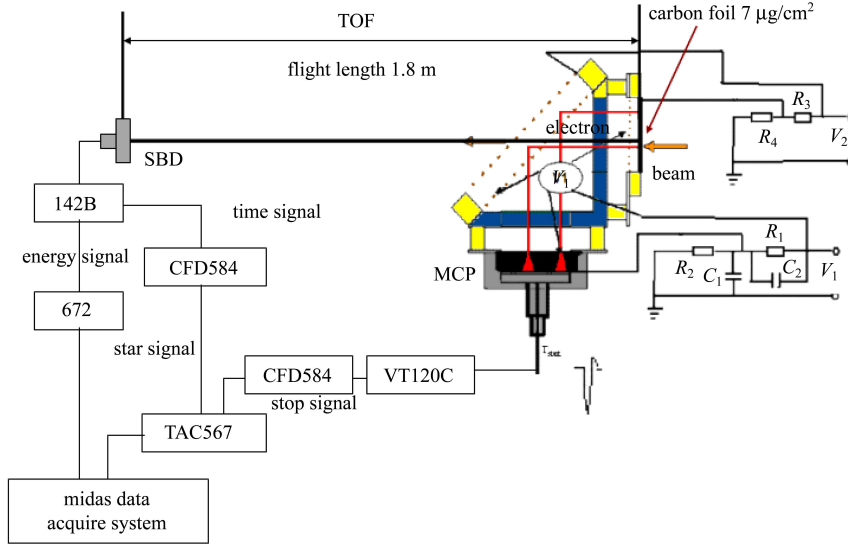 carbon foil 7 μg/cm²
TOF
flight length 1.8 m
R₃
electron
R₄
V₂
SBD
beam
V₁
142B
time signal
R₁
energy signal
MCP
R₂
C₁
C₂
V₁
CFD584
672
star signal
CFD584
VT120C
stop signal
TAC567
midas data
acquire system